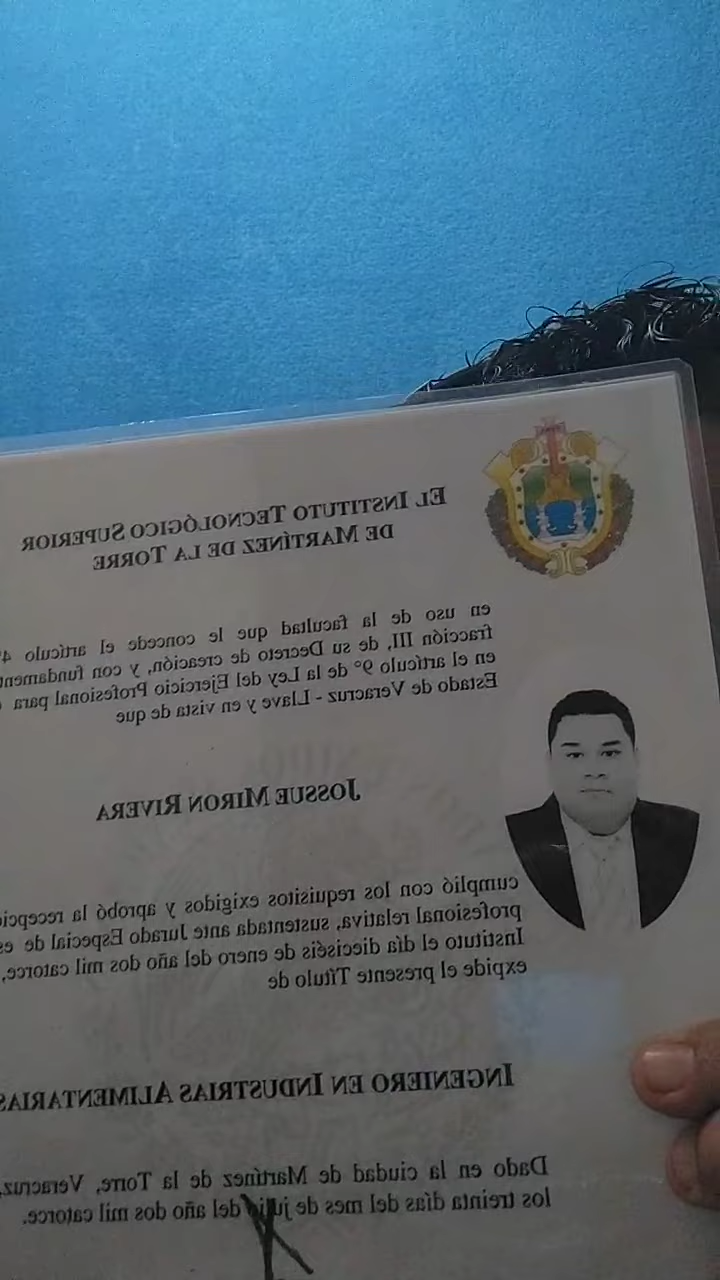 EL INSTITUTO TECNOLÓGICO SUPERIOR
DE MARTÍNEZ DE LA TORRE
en uso de la facultad que le concede el artículo 4º
fracción III, de su Decreto de creación, y con fundament
en el artículo 9º de la Ley del Ejercicio Profesional para
Estado de Veracruz - Llave y en vista de que
JOSSUE MIRON RIVERA
cumplió con los requisitos exigidos y aprobó la recepció
profesional relativa, sustentada ante Jurado Especial de es
Instituto el día dieciséis de enero del año dos mil catorce,
expide el presente Título de
INGENIERO EN INDUSTRIAS ALIMENTARIAS
Dado en la ciudad de Martínez de la Torre, Veracruz,
los treinta días del mes de del año dos mil catorce.